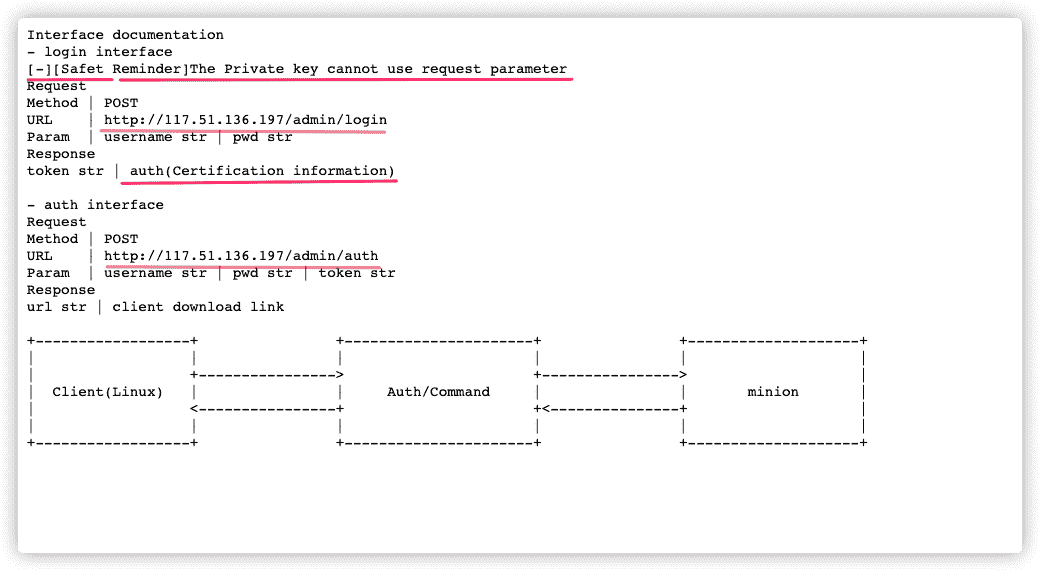 Interface documentation
- login interface
[-][Safet Reminder]The Private key cannot use request parameter
Request
Method | POST
URL    | http://117.51.136.197/admin/login
Param  | username str | pwd str
Response
token str | auth(Certification information)
- auth interface
Request
Method | POST
URL    | http://117.51.136.197/admin/auth
Param  | username str | pwd str | token str
Response
url str | client download link
Client(Linux) Auth/Command minion